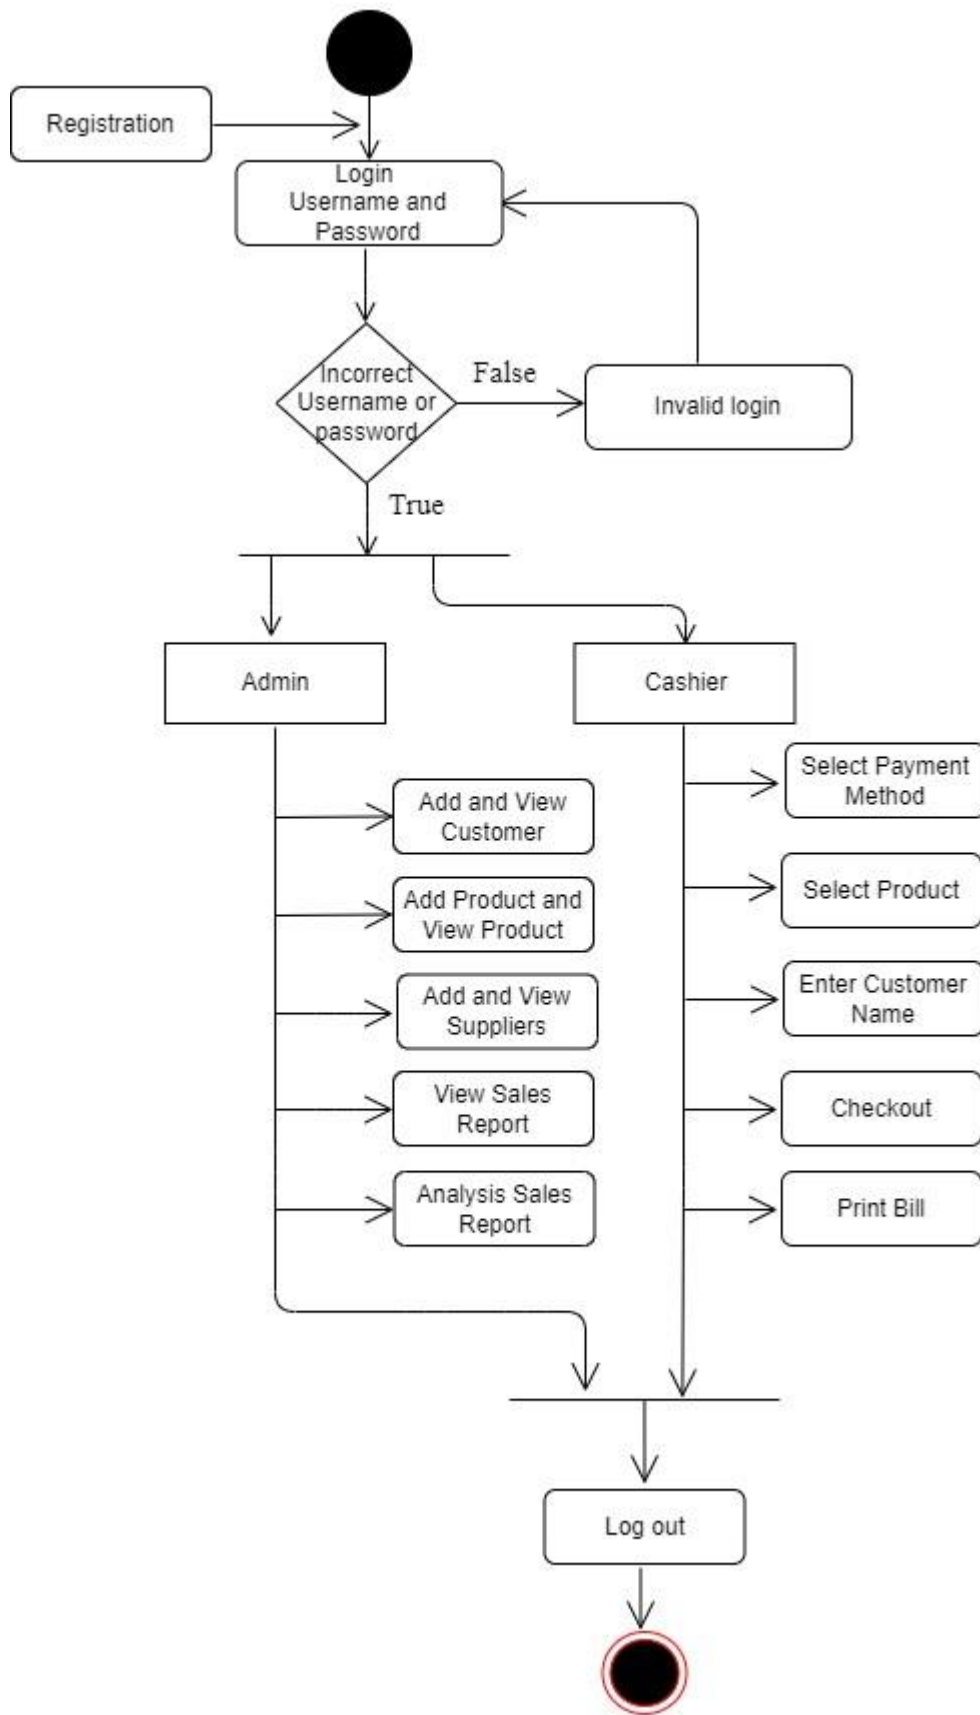 Registration
Login
Username and
Password
Incorrect
Username or
password
False
Invalid login
True
Admin
Cashier
Add and View
Customer
Add Product and
View Product
Add and View
Suppliers
View Sales
Report
Analysis Sales
Report
Select Payment
Method
Select Product
Enter Customer
Name
Checkout
Print Bill
Log out